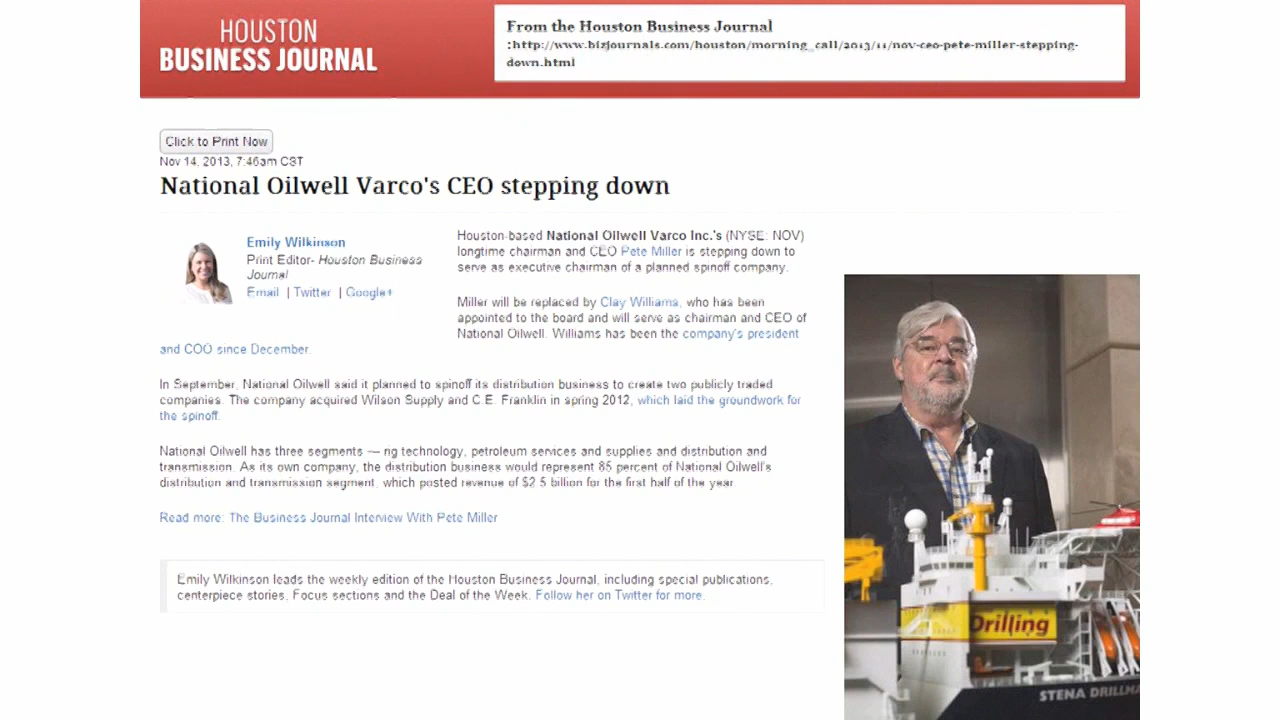 HOUSTON
BUSINESS JOURNAL
From the Houston Business Journal
:http://www.bizjournals.com/houston/morning_call/2013/11/nov-ceo-pete-miller-stepping-
down.html
Click to Print Now
Nov 14, 2013, 7:46am CST
National Oilwell Varco's CEO stepping down
Emily Wilkinson
Print Editor- Houston Business
Journal
Email | Twitter | Google+
Houston-based National Oilwell Varco Inc.'s (NYSE: NOV)
longtime chairman and CEO Pete Miller is stepping down to
serve as executive chairman of a planned spinoff company.
Miller will be replaced by Clay Williams, who has been
appointed to the board and will serve as chairman and CEO of
National Oilwell. Williams has been the company's president
and COO since December.
In September, National Oilwell said it planned to spinoff its distribution business to create two publicly traded
companies. The company acquired Wilson Supply and C.E. Franklin in spring 2012, which laid the groundwork for
the spinoff.
National Oilwell has three segments — rig technology, petroleum services and supplies and distribution and
transmission. As its own company, the distribution business would represent 85 percent of National Oilwell's
distribution and transmission segment, which posted revenue of $2.5 billion for the first half of the year.
Read more: The Business Journal Interview With Pete Miller
Emily Wilkinson leads the weekly edition of the Houston Business Journal, including special publications,
centerpiece stories, Focus sections and the Deal of the Week. Follow her on Twitter for more.
Drilling
STENA DRILLMA